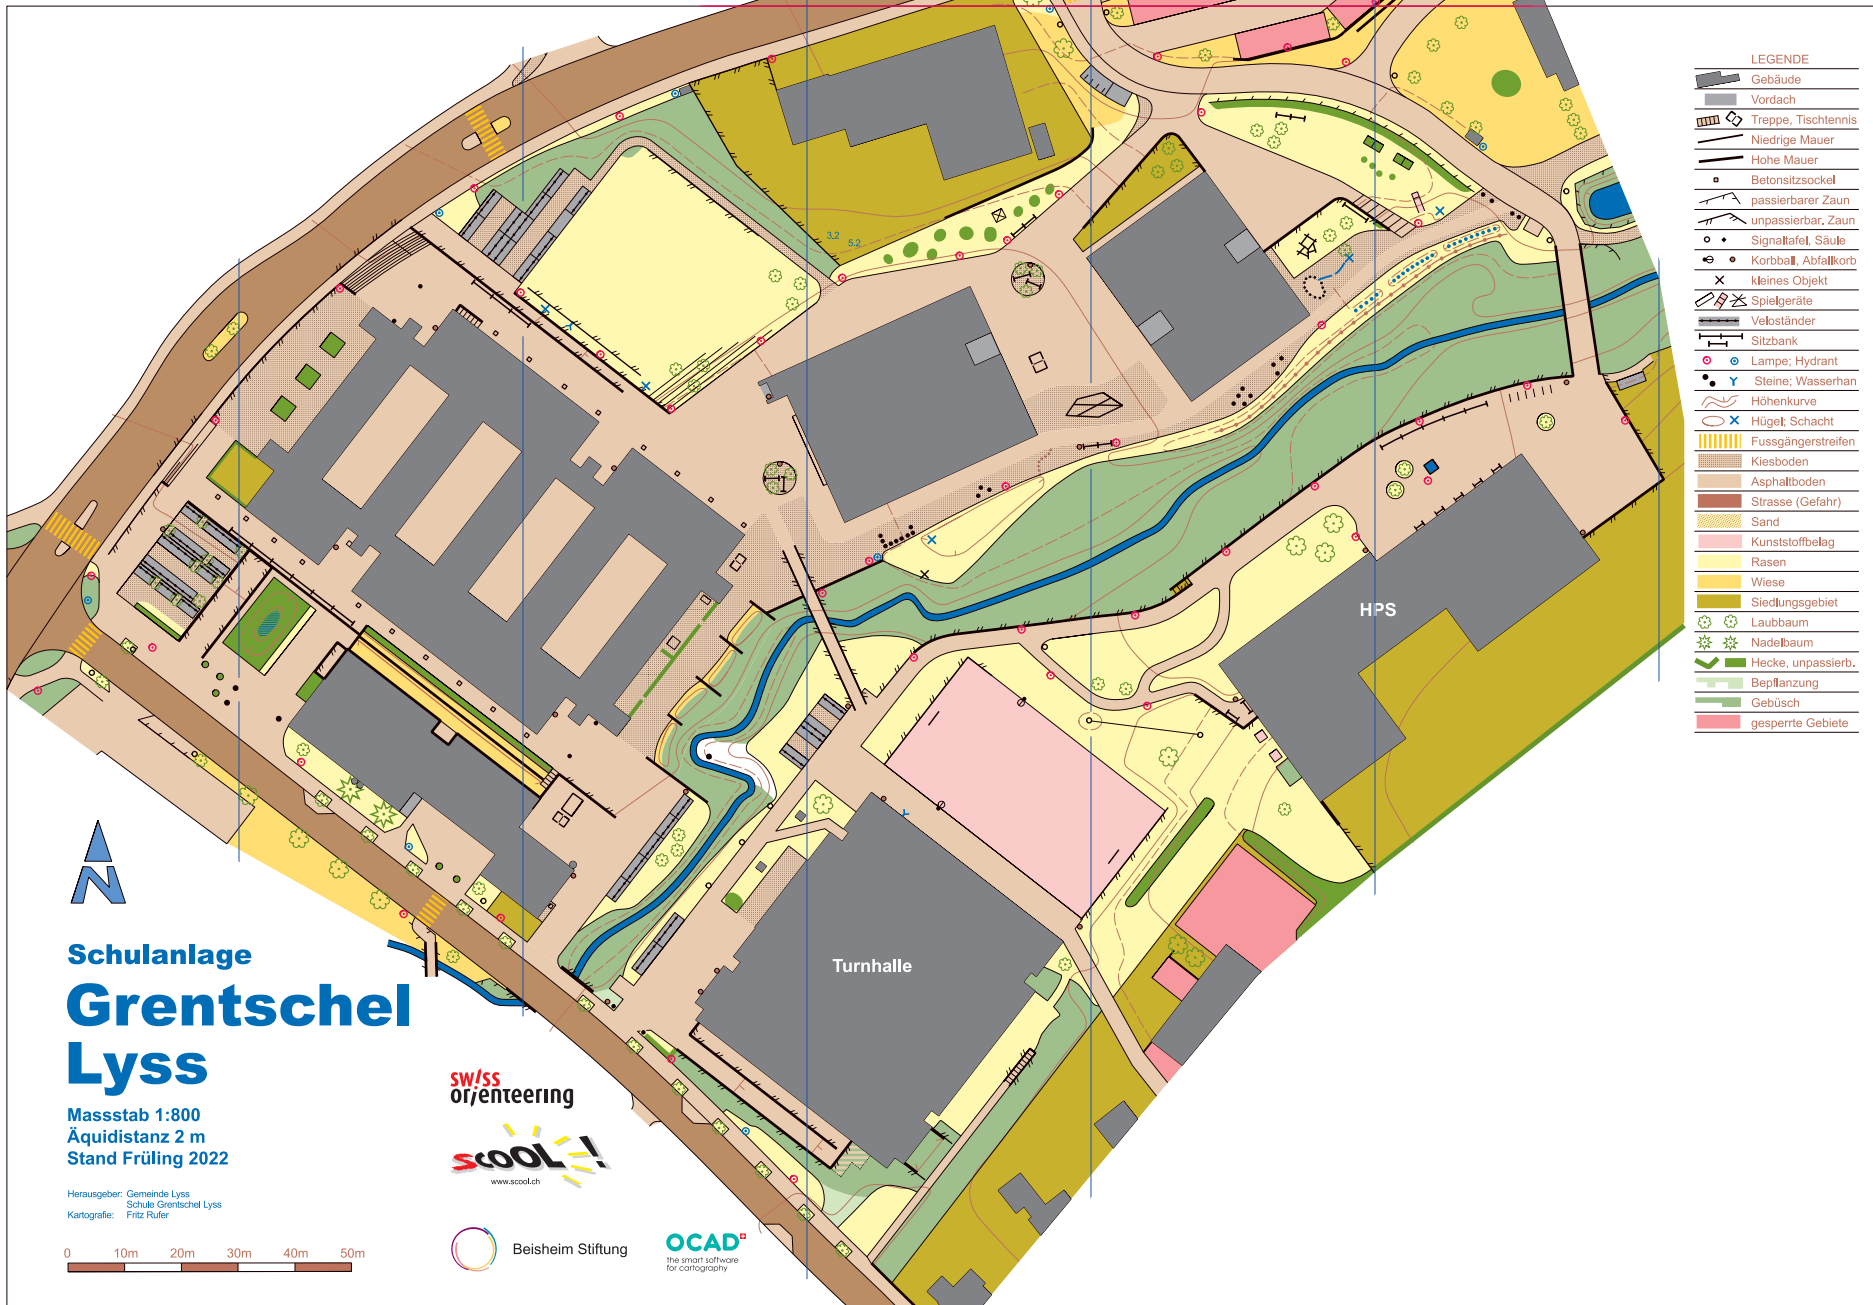 LEGENDE
Gebäude
Vordach
Treppe, Tischtennis
Niedrige Mauer
Hohe Mauer
Betonsitzsockel
passierbarer Zaun
unpassierbar. Zaun
Signaltafel, Säule
Korbball, Abfallkorb
kleines Objekt
Spielgeräte
Veloständer
Sitzbank
Lampe; Hydrant
Steine; Wasserhan
Höhenkurve
Hügel; Schacht
Fussgängerstreifen
Kiesboden
Asphaltboden
Strasse (Gefahr)
Sand
Kunststoffbelag
Rasen
Wiese
Siedlungsgebiet
Laubbaum
Nadelbaum
Hecke, unpassierb.
Bepflanzung
Gebüsch
gesperrte Gebiete
3.2
5.2
HPS
Turnhalle
N
Schulanlage
Grentschel
Lyss
Massstab 1:800
Äquidistanz 2 m
Stand Früling 2022
Herausgeber: Gemeinde Lyss
Schule Grentschel Lyss
Kartografie: Fritz Rufer
0 10m 20m 30m 40m 50m
swiss
orienteering
sCOOL
www.scool.ch
Beisheim Stiftung
OCAD
the smart software
for cartography